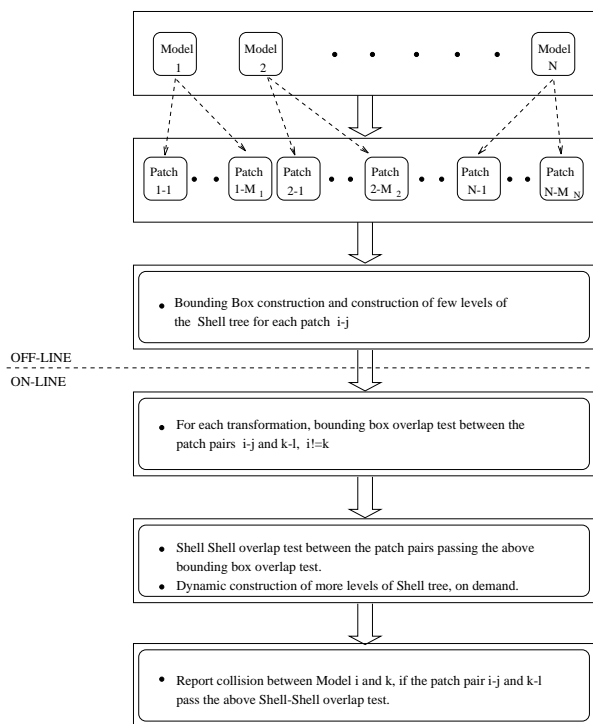 Model Model Model
1 2 N
Patch Patch Patch Patch Patch Patch
1-1 1-M 1 2-1 2-M 2 N-1 N-M N
• Bounding Box construction and construction of few levels of
the Shell tree for each patch i-j
OFF-LINE
ON-LINE
• For each transformation, bounding box overlap test between the
patch pairs i-j and k-l, i!=k
• Shell Shell overlap test between the patch pairs passing the above
bounding box overlap test.
• Dynamic construction of more levels of Shell tree, on demand.
• Report collision between Model i and k, if the patch pair i-j and k-l
pass the above Shell-Shell overlap test.